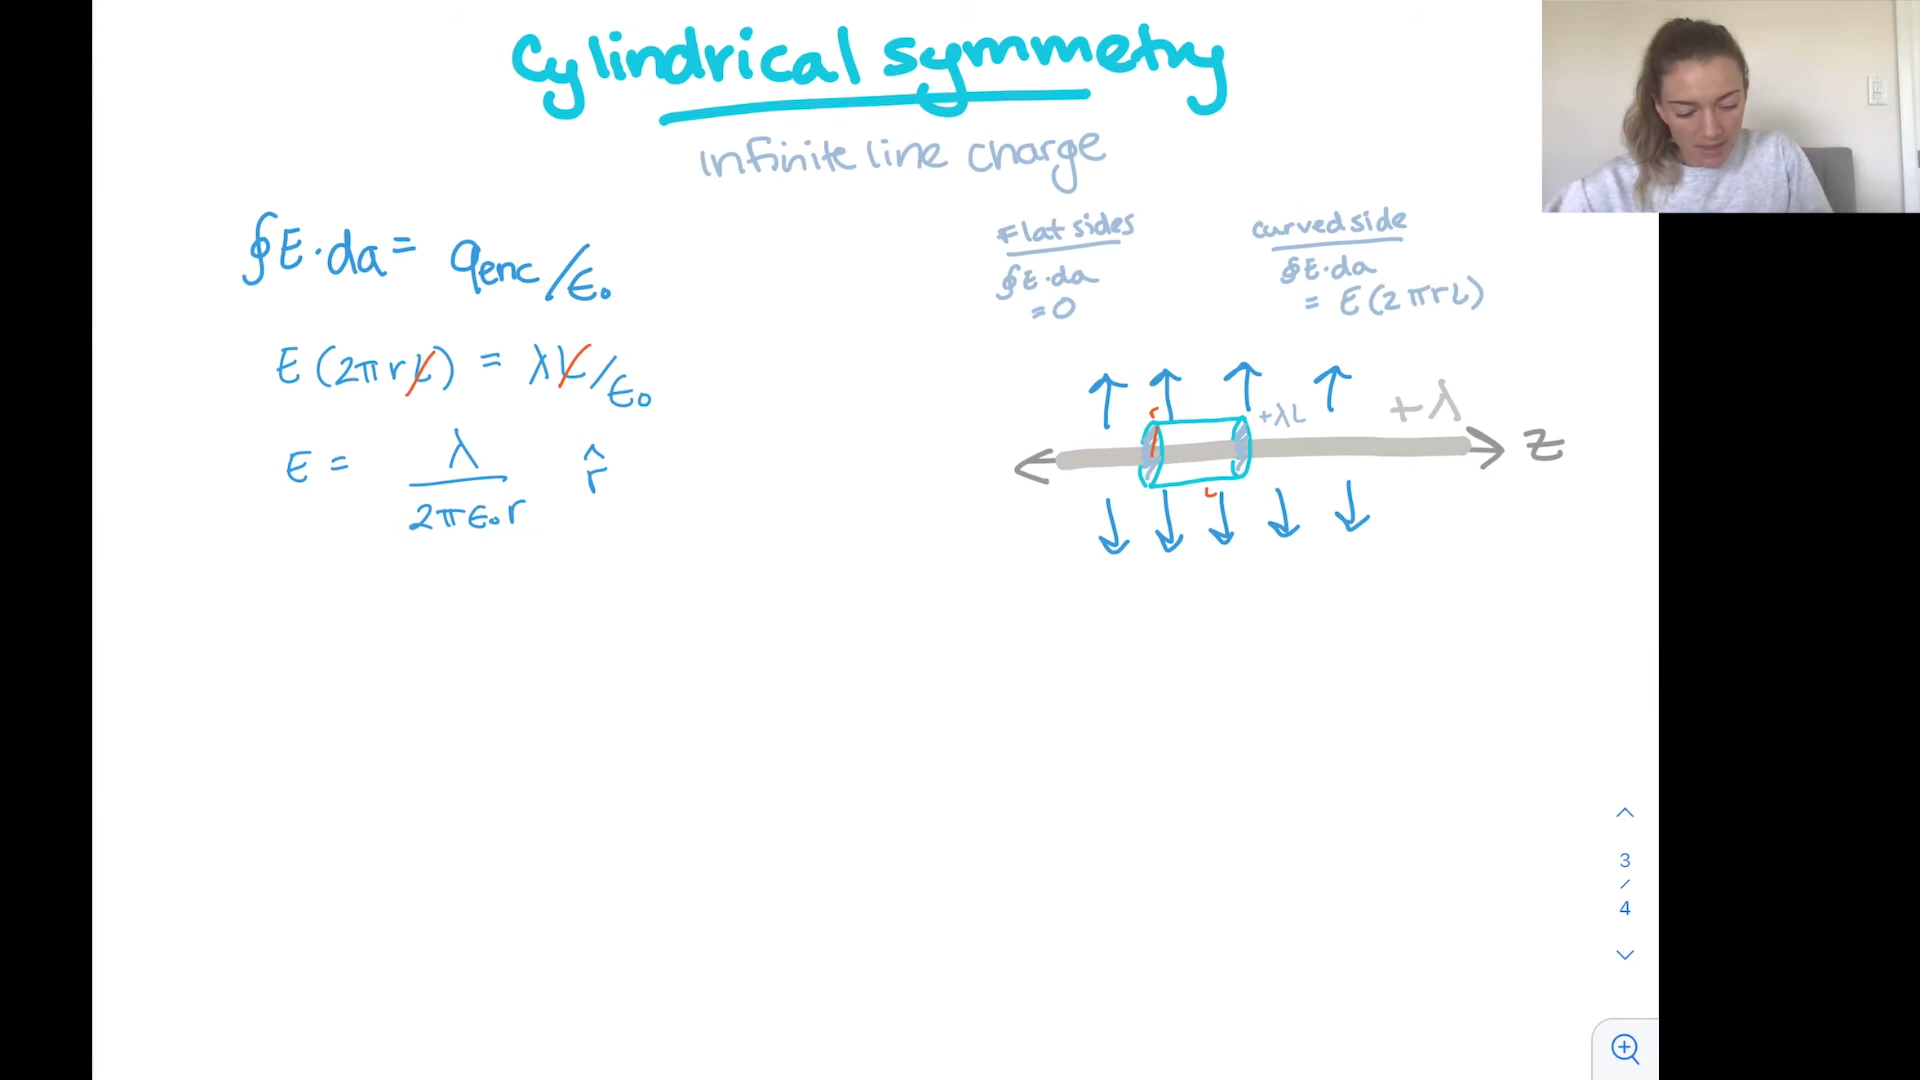 Cylindrical symmetry
infinite line charge
∮E·da = qenc/ε₀
E (2πrL) = λL/ε₀
E = λ/2πε₀r r̂
Flat sides
∮E·da
= 0
curved side
∮E·da
= E(2πrL)
r
+λL
+λ
z
L
3
/
4